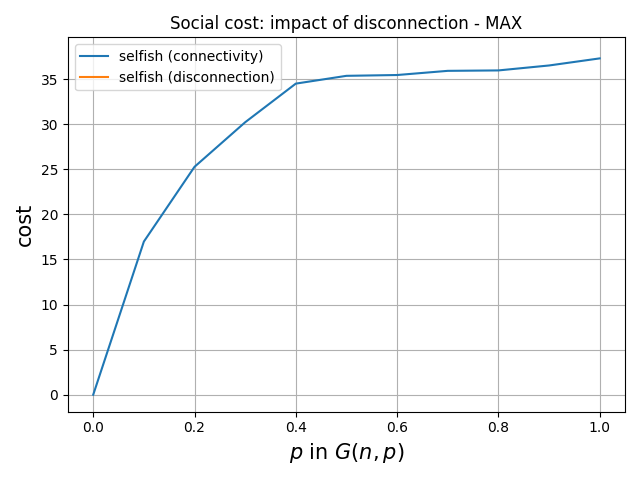 Social cost: impact of disconnection - MAX
selfish (connectivity)
selfish (disconnection)
35
30
25
20
15
10
5
0
cost
0.0 0.2 0.4 0.6 0.8 1.0
p in G(n, p)